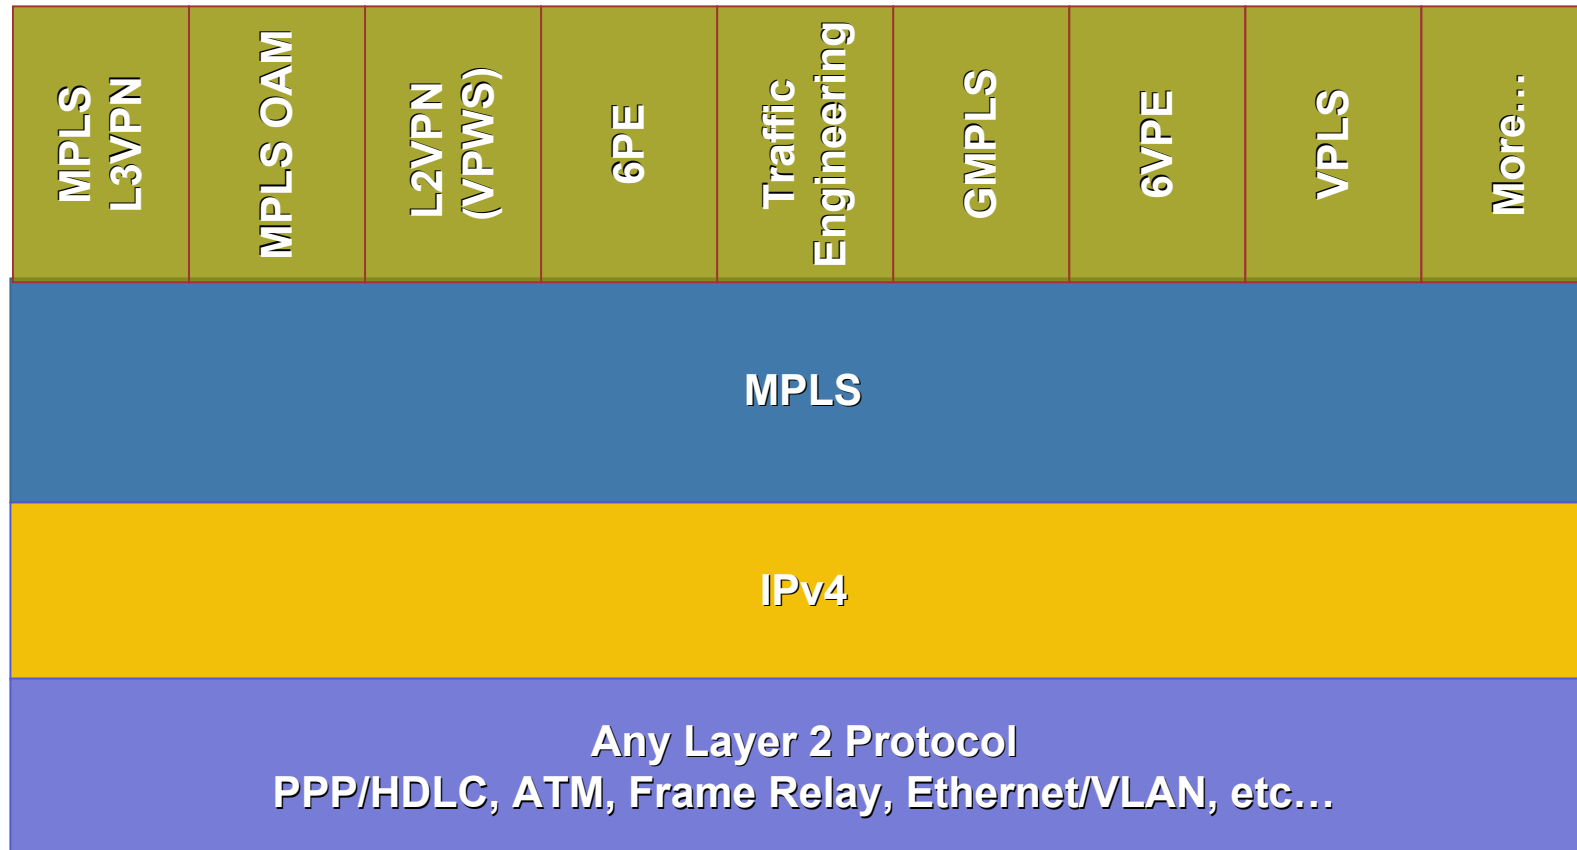 MPLS
L3VPN
MPLS OAM
L2VPN
(VPWS)
6PE
Traffic
Engineering
GMPLS
6VPE
VPLS
More…
MPLS
IPv4
Any Layer 2 Protocol
PPP/HDLC, ATM, Frame Relay, Ethernet/VLAN, etc…